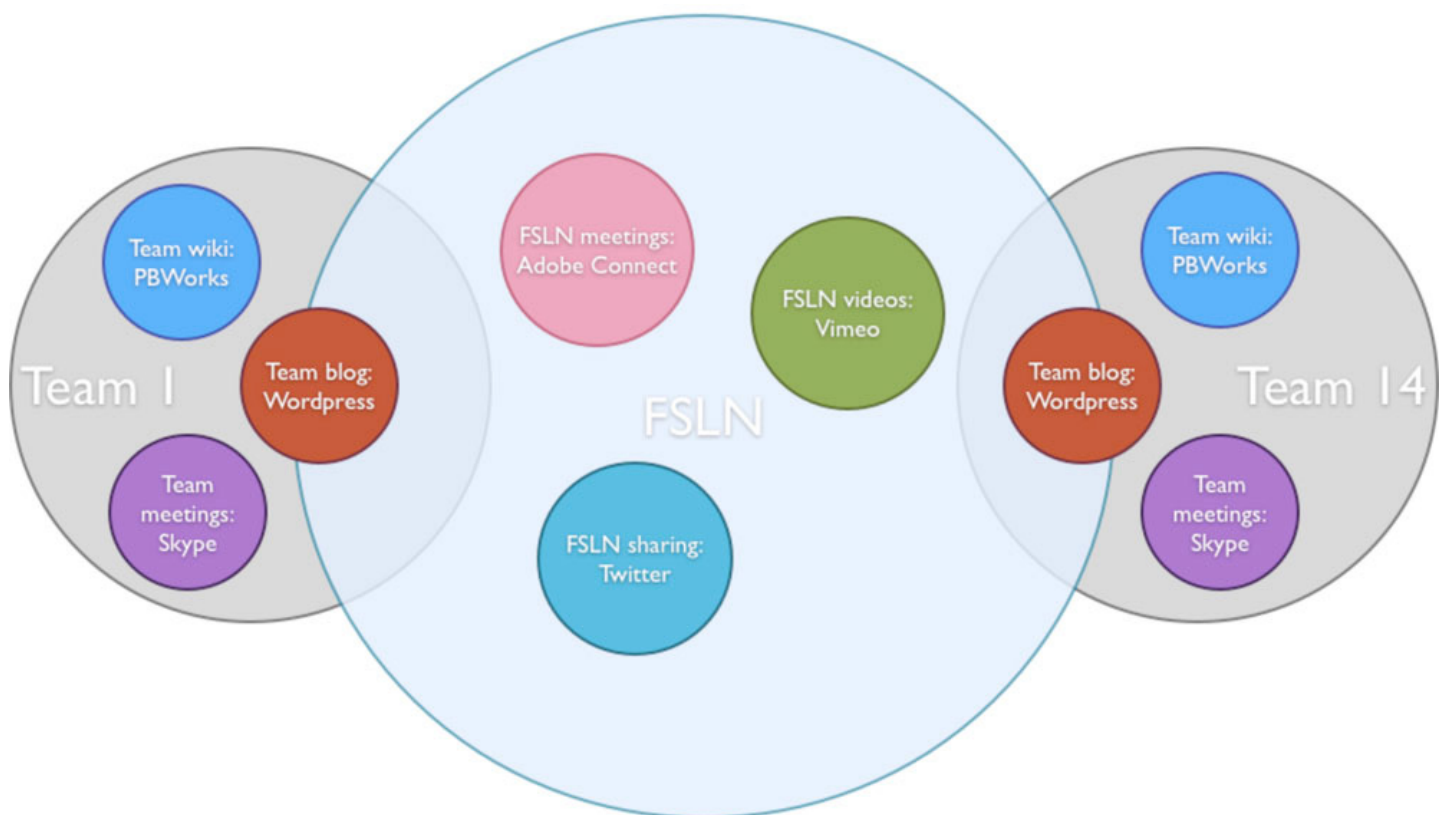 Team wiki:
PBWorks
Team 1
Team blog:
Wordpress
Team
meetings:
Skype
FSLN meetings:
Adobe Connect
FSLN videos:
Vimeo
FSLN
FSLN sharing:
Twitter
Team wiki:
PBWorks
Team blog:
Wordpress
Team 14
Team
meetings:
Skype